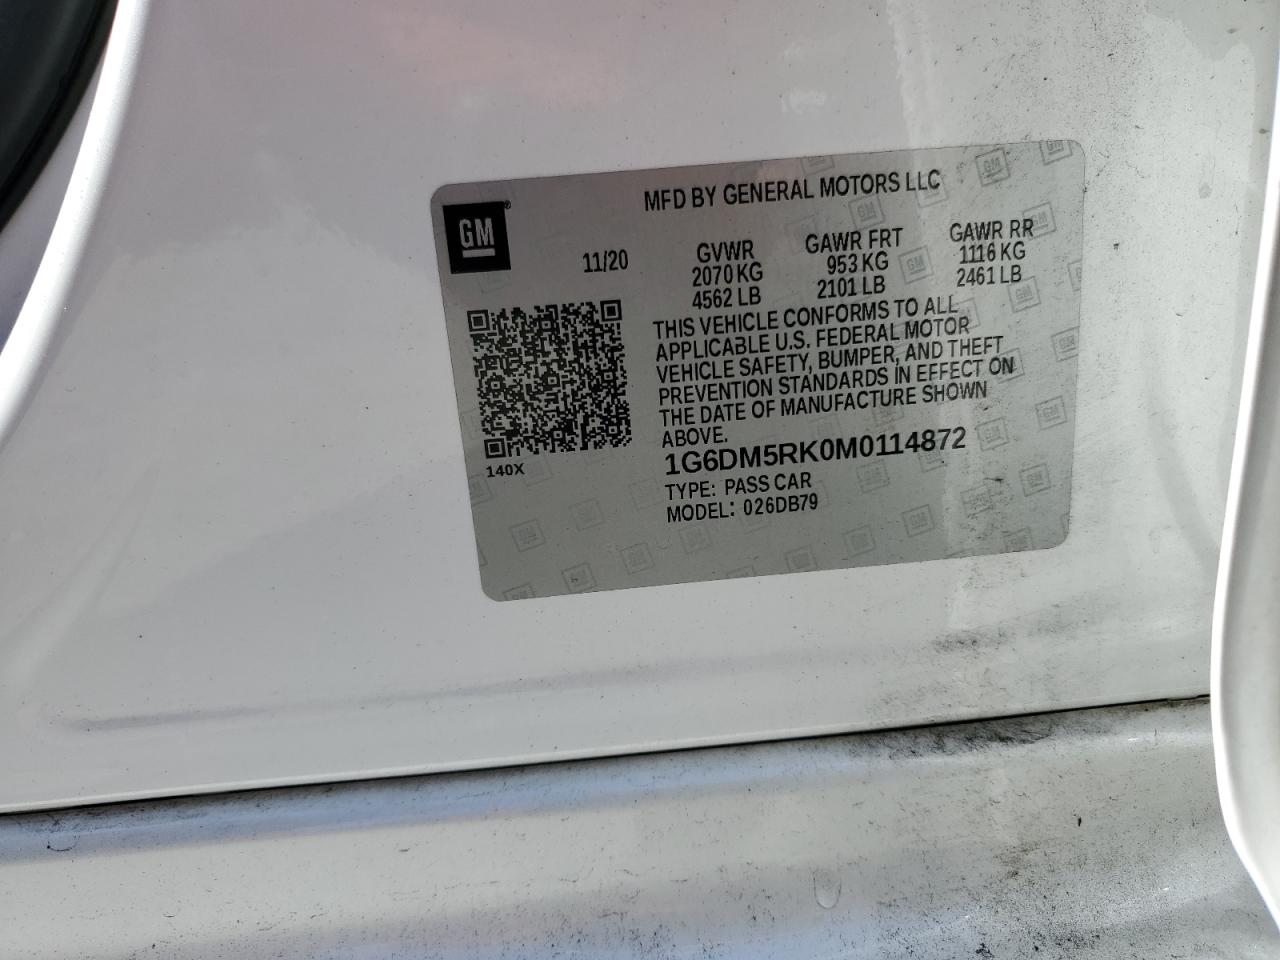 MFD BY GENERAL MOTORS LLC
GM®
11/20
GVWR GAWR FRT GAWR RR
2070 KG 953 KG 1116 KG
4562 LB 2101 LB 2461 LB
THIS VEHICLE CONFORMS TO ALL
APPLICABLE U.S. FEDERAL MOTOR
VEHICLE SAFETY, BUMPER, AND THEFT
PREVENTION STANDARDS IN EFFECT ON
THE DATE OF MANUFACTURE SHOWN
ABOVE.
140X
1G6DM5RK0M0114872
TYPE: PASS CAR
MODEL: 026DB79